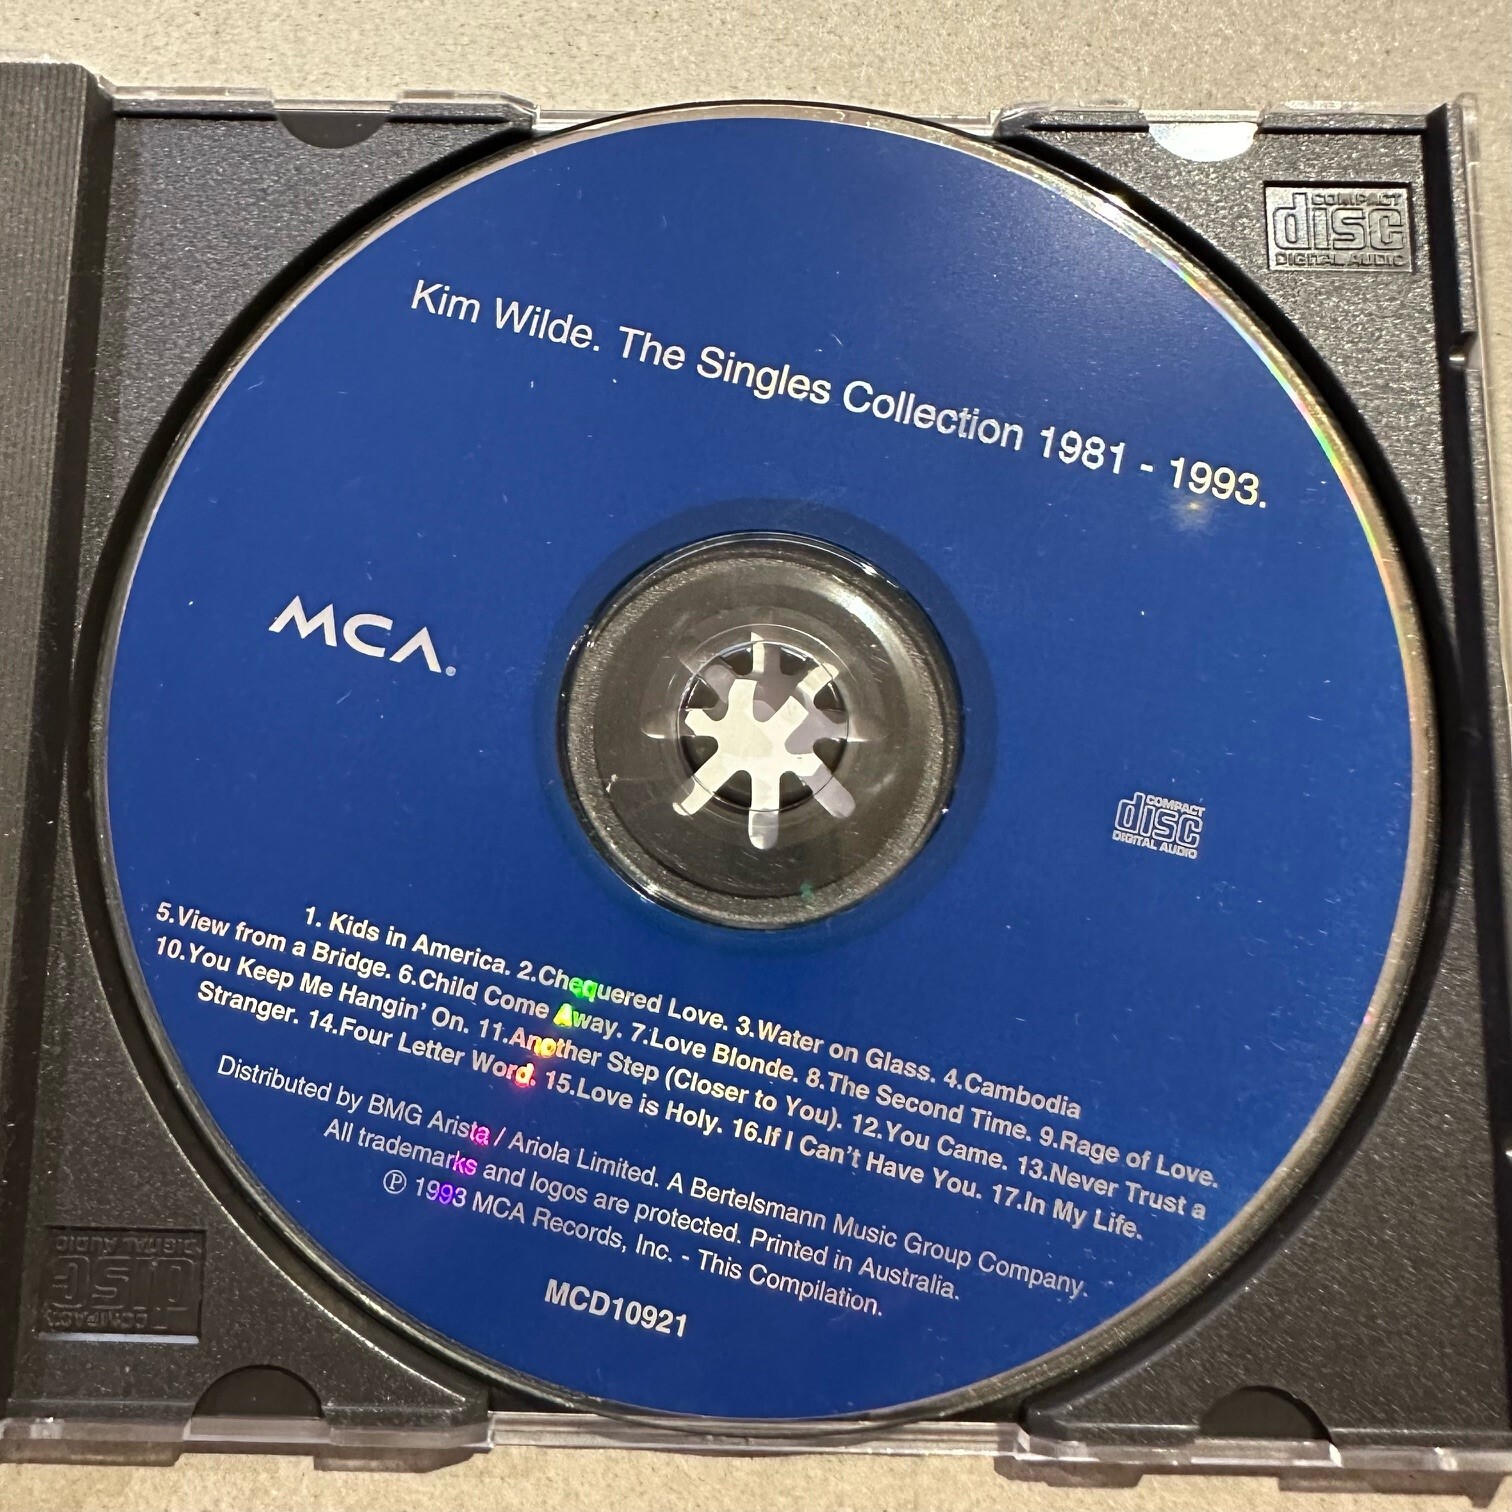 COMPACT
disc
DIGITAL AUDIO
Kim Wilde. The Singles Collection 1981 - 1993.
MCA®
COMPACT
disc
DIGITAL AUDIO
1. Kids in America. 2.Chequered Love. 3.Water on Glass. 4.Cambodia
5.View from a Bridge. 6.Child Come Away. 7.Love Blonde. 8.The Second Time. 9.Rage of Love.
10.You Keep Me Hangin' On. 11.Another Step (Closer to You). 12.You Came. 13.Never Trust a
Stranger. 14.Four Letter Word. 15.Love is Holy. 16.If I Can't Have You. 17.In My Life.
Distributed by BMG Arista / Ariola Limited. A Bertelsmann Music Group Company.
All trademarks and logos are protected. Printed in Australia.
℗ 1993 MCA Records, Inc. - This Compilation.
MCD10921
COMPACT
disc
DIGITAL AUDIO